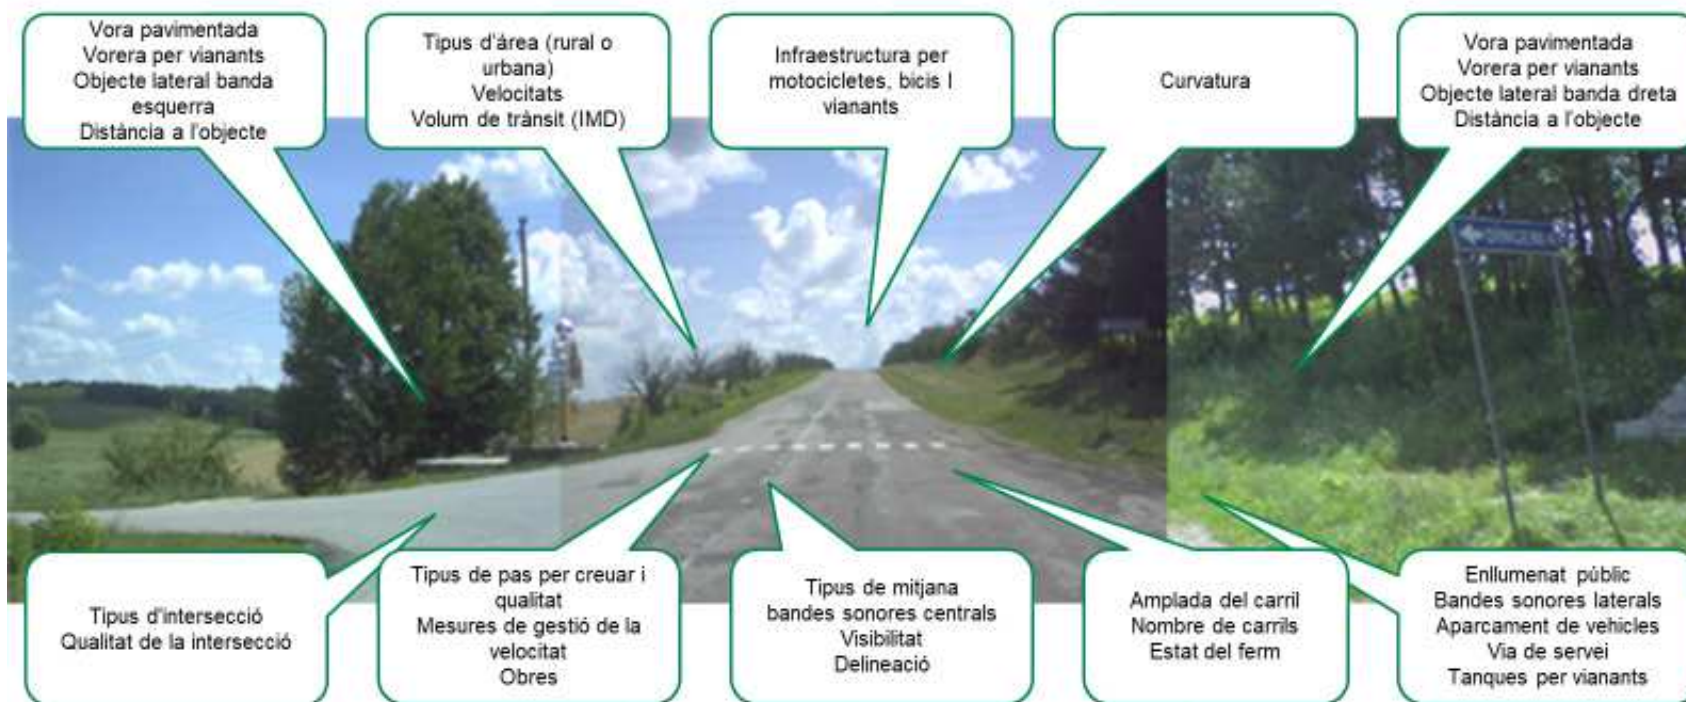 Vora pavimentada
Vorera per vianants
Objecte lateral banda
esquerra
Distància a l'objecte
Tipus d'área (rural o
urbana)
Velocitats
Volum de trànsit (IMD)
Infraestructura per
motocicletes, bicis I
vianants
Curvatura
Vora pavimentada
Vorera per vianants
Objecte lateral banda dreta
Distància a l'objecte
Tipus d'intersecció
Qualitat de la intersecció
Tipus de pas per creuar i
qualitat
Mesures de gestió de la
velocitat
Obres
Tipus de mitjana
bandes sonores centrals
Visibilitat
Delineació
Amplada del carril
Nombre de carrils
Estat del ferm
Enllumenat públic
Bandes sonores laterals
Aparcament de vehicles
Via de servei
Tanques per vianants